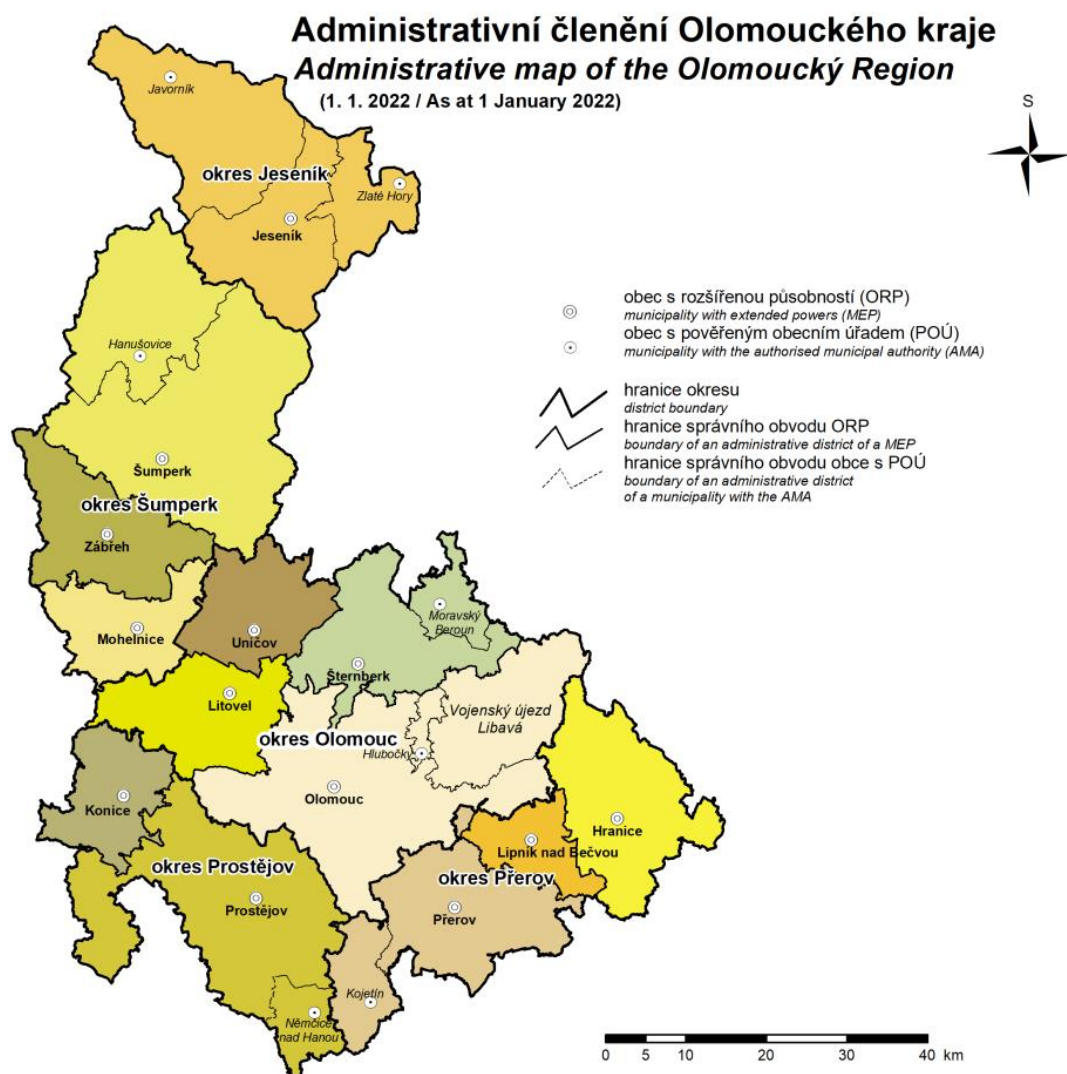 Administrativní členění Olomouckého kraje
Administrative map of the Olomoucký Region
(1. 1. 2022 / As at 1 January 2022)
S
Javorník
okres Jeseník
Zlaté Hory
Jeseník
obec s rozšířenou působností (ORP)
municipality with extended powers (MEP)
obec s pověřeným obecním úřadem (POÚ)
municipality with the authorised municipal authority (AMA)
hranice okresu
district boundary
hranice správního obvodu ORP
boundary of an administrative district of a MEP
hranice správního obvodu obce s POÚ
boundary of an administrative district
of a municipality with the AMA
Hanušovice
Šumperk
okres Šumperk
Zábřeh
Mohelnice
Uničov
Moravský
Beroun
Šternberk
Litovel
Vojenský újezd
Libavá
okres Olomouc
Hlubočky
Olomouc
Konice
Hranice
Lipník nad Bečvou
okres Prostějov
okres Přerov
Prostějov
Přerov
Kojetín
Němčice
nad Hanou
0 5 10 20 30 40 km